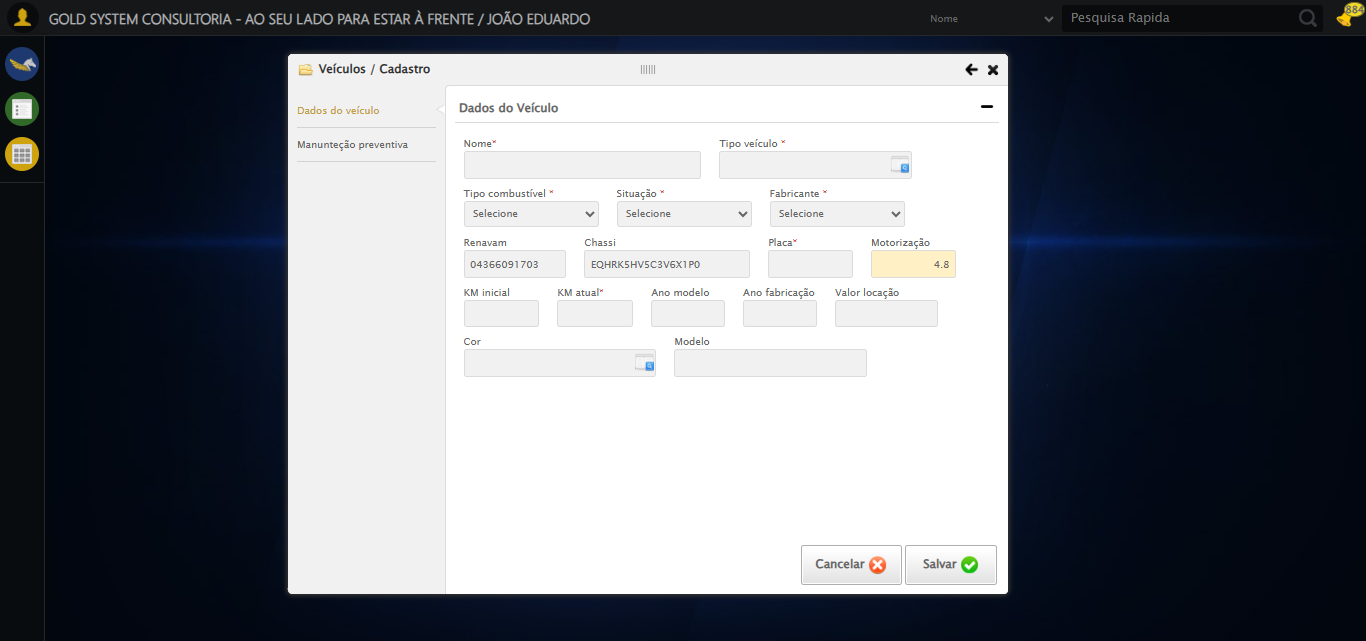 GOLD SYSTEM CONSULTORIA - AO SEU LADO PARA ESTAR À FRENTE / JOÃO EDUARDO
Nome
Pesquisa Rapida
884
Veículos / Cadastro
Dados do veículo
Manunteção preventiva
Dados do Veículo
Nome* Tipo veículo *
Tipo combustível * Situação * Fabricante *
Selecione Selecione Selecione
Renavam Chassi Placa* Motorização
04366091703 EQHRK5HV5C3V6X1P0 4.8
KM inicial KM atual* Ano modelo Ano fabricação Valor locação
Cor Modelo
Cancelar Salvar